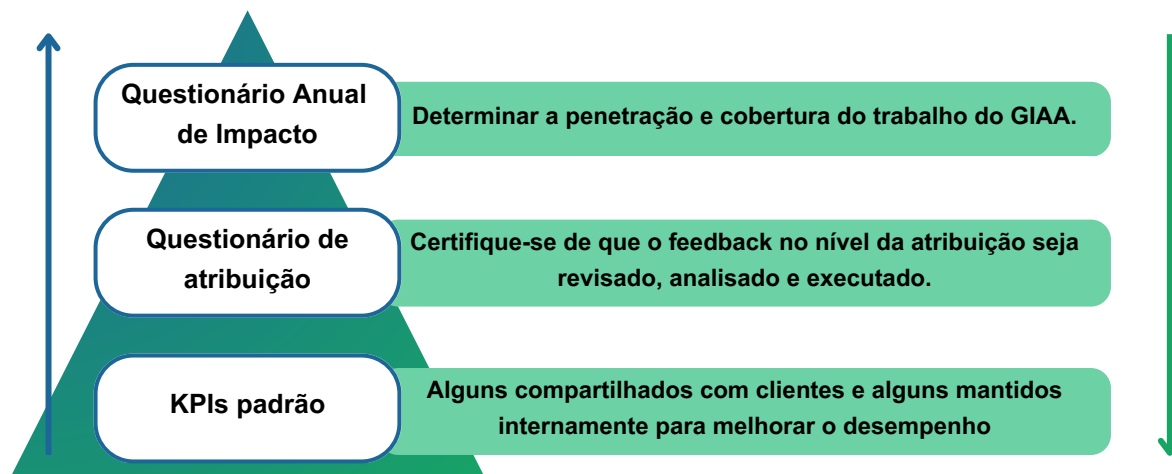 Questionário Anual
de Impacto
Determinar a penetração e cobertura do trabalho do GIAA.
Questionário de
atribuição
Certifique-se de que o feedback no nível da atribuição seja
revisado, analisado e executado.
KPIs padrão
Alguns compartilhados com clientes e alguns mantidos
internamente para melhorar o desempenho